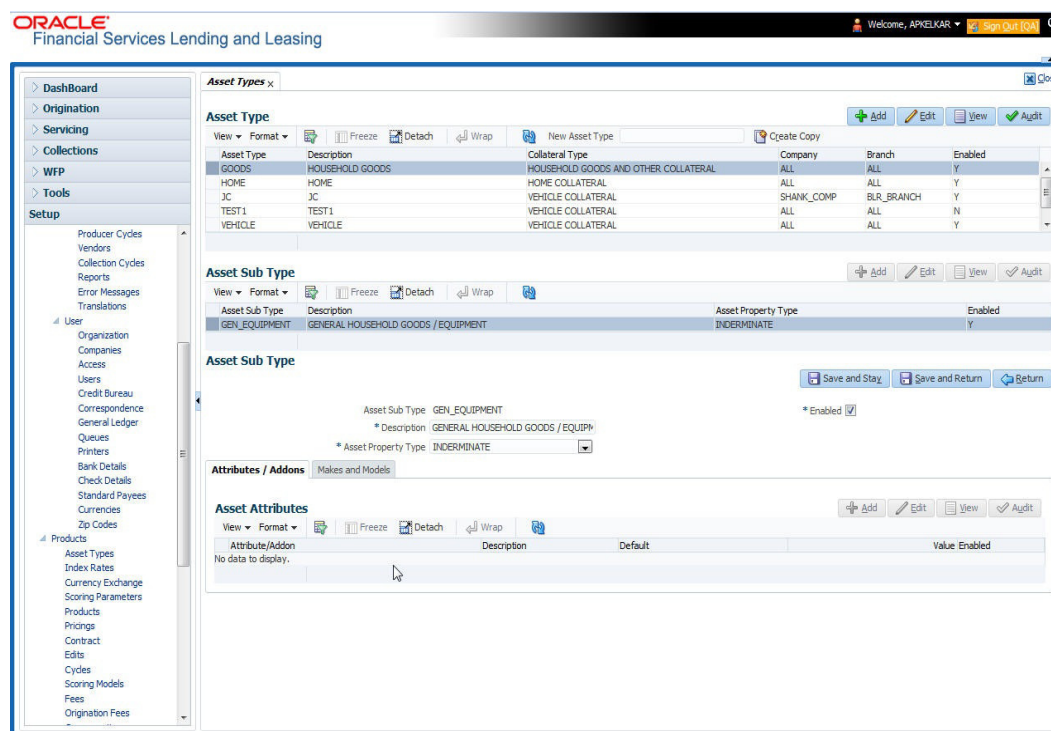 ORACLE
Financial Services Lending and Leasing
Welcome, APKELKAR
Sign Out [QA]
DashBoard
Origination
Servicing
Collections
WFP
Tools
Setup
Producer Cycles
Vendors
Collection Cycles
Reports
Error Messages
Translations
User
Organization
Companies
Access
Users
Credit Bureau
Correspondence
General Ledger
Queues
Printers
Bank Details
Check Details
Standard Payees
Currencies
Zip Codes
Products
Asset Types
Index Rates
Currency Exchange
Scoring Parameters
Products
Pricings
Contract
Edits
Cycles
Scoring Models
Fees
Origination Fees
Asset Types
Clos
Asset Type
Add Edit View Audit
View Format Freeze Detach Wrap New Asset Type Create Copy
Asset Type Description Collateral Type Company Branch Enabled
GOODS HOUSEHOLD GOODS HOUSEHOLD GOODS AND OTHER COLLATERAL ALL ALL Y
HOME HOME HOME COLLATERAL ALL ALL Y
JC JC VEHICLE COLLATERAL SHANK_COMP BLR_BRANCH Y
TEST1 TEST1 VEHICLE COLLATERAL ALL ALL N
VEHICLE VEHICLE VEHICLE COLLATERAL ALL ALL Y
Asset Sub Type
Add Edit View Audit
View Format Freeze Detach Wrap
Asset Sub Type Description Asset Property Type Enabled
GEN_EQUIPMENT GENERAL HOUSEHOLD GOODS / EQUIPMENT INDERMINATE Y
Asset Sub Type
Save and Stay Save and Return Return
Asset Sub Type GEN_EQUIPMENT * Enabled
* Description GENERAL HOUSEHOLD GOODS / EQUIPM
* Asset Property Type INDERMINATE
Attributes / Addons Makes and Models
Asset Attributes
Add Edit View Audit
View Format Freeze Detach Wrap
Attribute/Addon Description Default Value Enabled
No data to display.